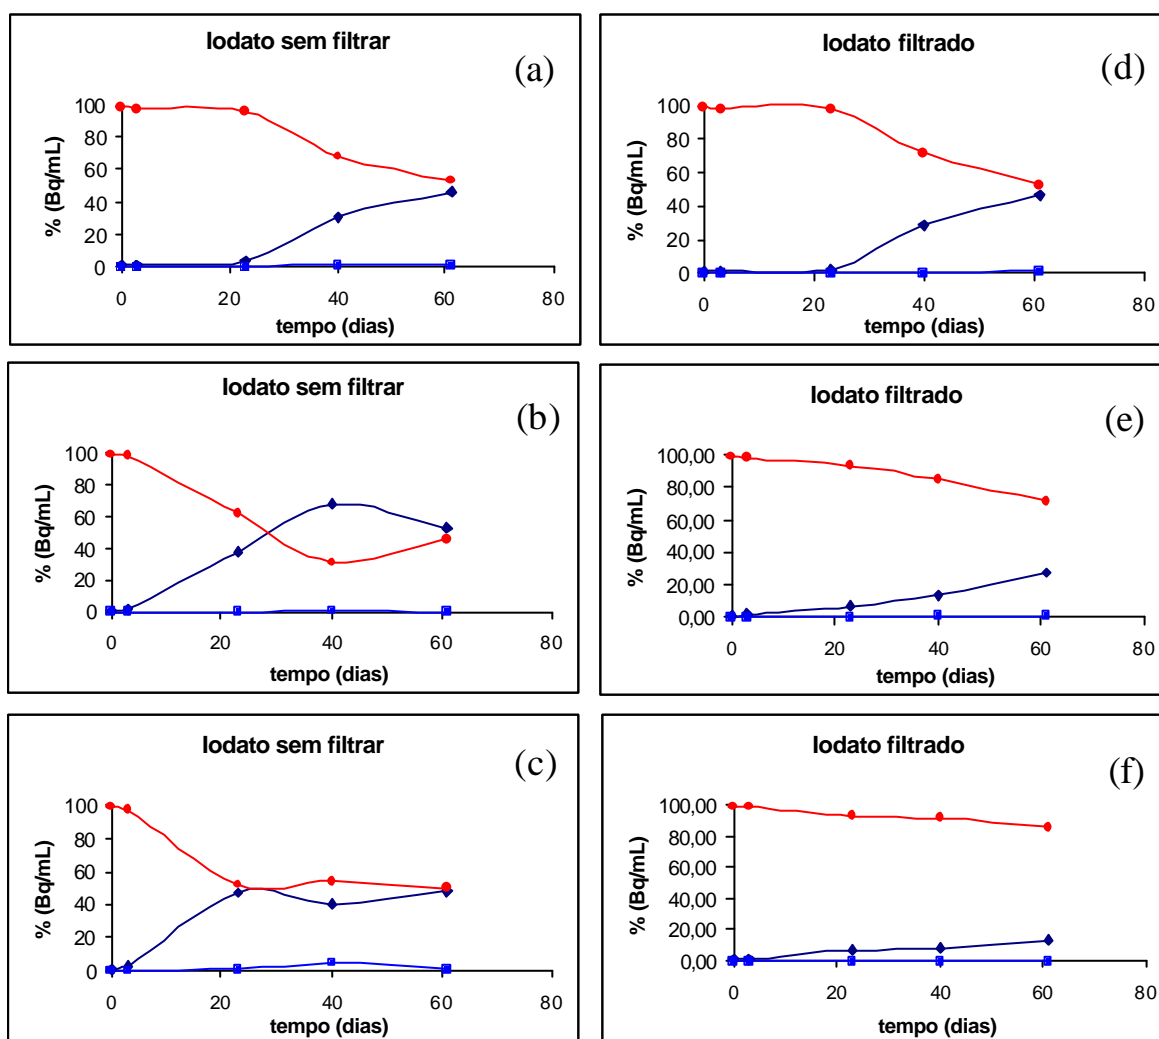 Iodato sem filtrar
(a)
% (Bq/mL)
100
80
60
40
20
0
0 20 40 60 80
tempo (dias)
Iodato filtrado
(d)
% (Bq/mL)
100
80
60
40
20
0
0 20 40 60 80
tempo (dias)
Iodato sem filtrar
(b)
% (Bq/mL)
100
80
60
40
20
0
0 20 40 60 80
tempo (dias)
Iodato filtrado
(e)
% (Bq/mL)
100,00
80,00
60,00
40,00
20,00
0,00
0 20 40 60 80
tempo (dias)
Iodato sem filtrar
(c)
% (Bq/mL)
100
80
60
40
20
0
0 20 40 60 80
tempo (dias)
Iodato filtrado
(f)
% (Bq/mL)
100,00
80,00
60,00
40,00
20,00
0,00
0 20 40 60 80
tempo (dias)